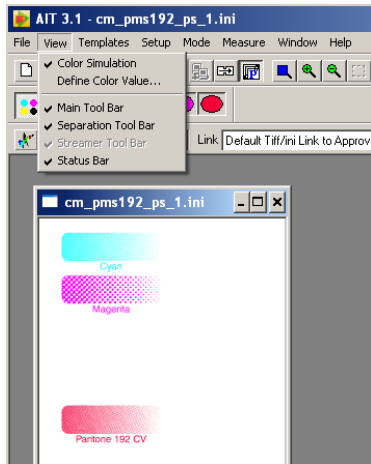 AIT 3.1 - cm_pms192_ps_1.ini
File View Templates Setup Mode Measure Window Help
Color Simulation
Define Color Value...
Main Tool Bar
Separation Tool Bar
Streamer Tool Bar
Status Bar
Link Default Tiff/ini Link to Approv
cm_pms192_ps_1.ini
Cyan
Magenta
Pantone 192 CV